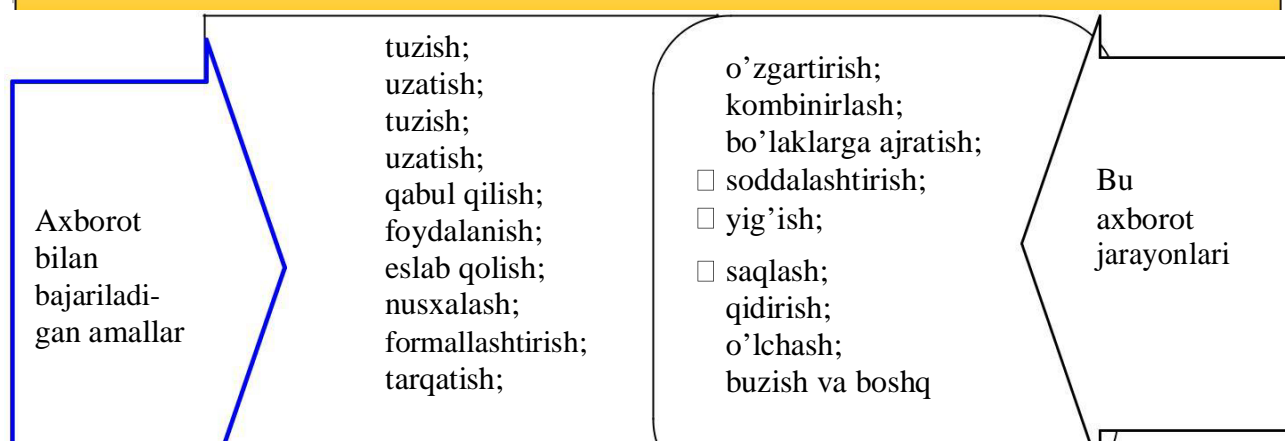 Axborot
bilan
bajariladi-
gan amallar
tuzish;
uzatish;
tuzish;
uzatish;
qabul qilish;
foydalanish;
eslab qolish;
nusxalash;
formallashtirish;
tarqatish;
o’zgartirish;
kombinirlash;
bo’laklarga ajratish;
soddalashtirish;
yig’ish;
saqlash;
qidirish;
o’lchash;
buzish va boshq
Bu
axborot
jarayonlari